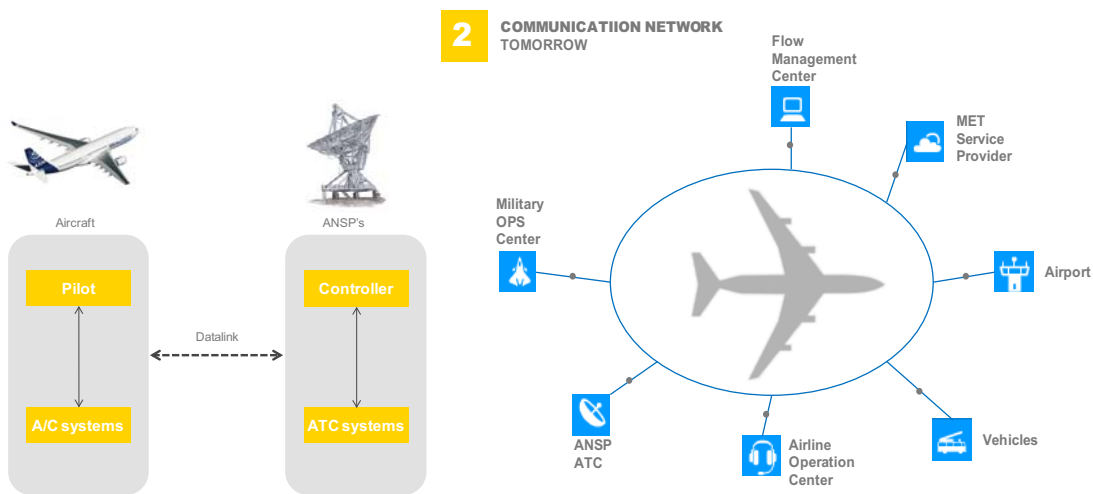 2
COMMUNICATIION NETWORK
TOMORROW
Aircraft
Pilot
A/C systems
Datalink
ANSP's
Controller
ATC systems
Flow
Management
Center
MET
Service
Provider
Military
OPS
Center
Airport
ANSP
ATC
Airline
Operation
Center
Vehicles